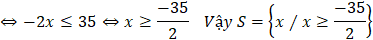 ⇔ −2x ≤ 35 ⇔ x ≥ −35/2 Vậy S = {x / x ≥ −35/2}